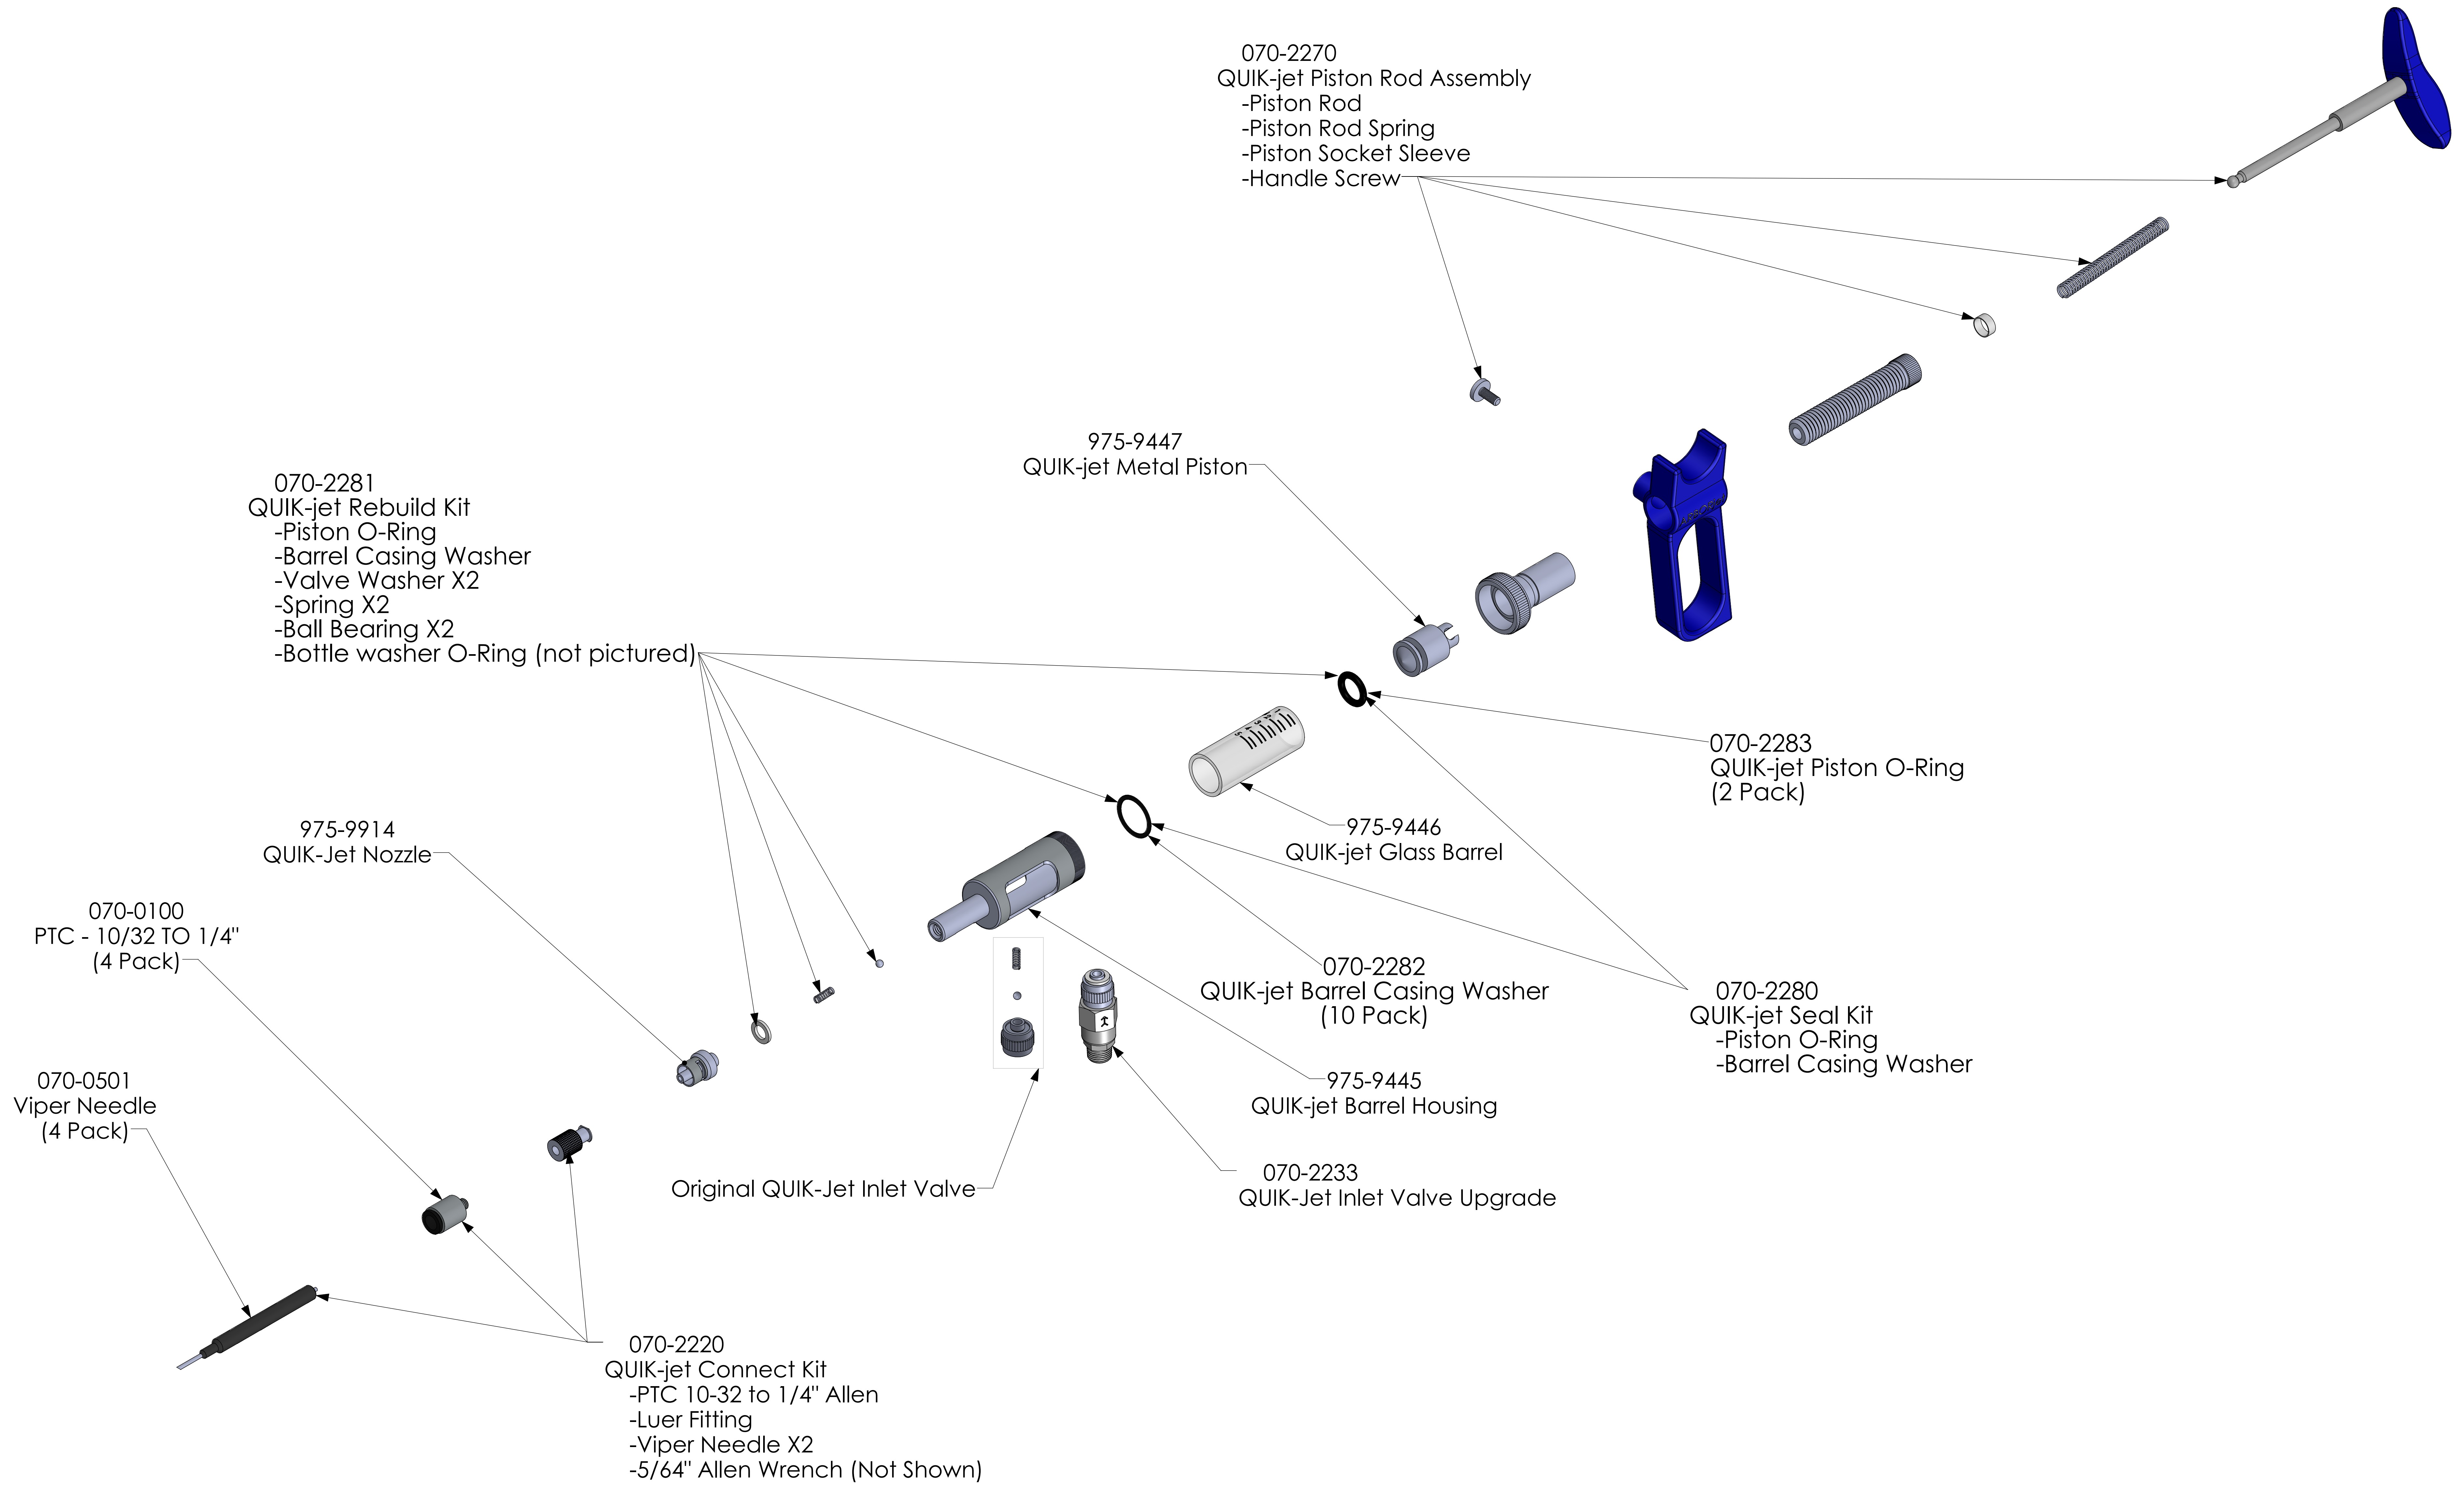 070-2270
QUIK-jet Piston Rod Assembly
-Piston Rod
-Piston Rod Spring
-Piston Socket Sleeve
-Handle Screw
975-9447
QUIK-jet Metal Piston
070-2281
QUIK-jet Rebuild Kit
-Piston O-Ring
-Barrel Casing Washer
-Valve Washer X2
-Spring X2
-Ball Bearing X2
-Bottle washer O-Ring (not pictured)
070-2283
QUIK-jet Piston O-Ring
(2 Pack)
975-9446
QUIK-jet Glass Barrel
975-9914
QUIK-Jet Nozzle
070-0100
PTC - 10/32 TO 1/4"
(4 Pack)
070-2282
QUIK-jet Barrel Casing Washer
(10 Pack)
070-2280
QUIK-jet Seal Kit
-Piston O-Ring
-Barrel Casing Washer
070-0501
Viper Needle
(4 Pack)
975-9445
QUIK-jet Barrel Housing
Original QUIK-Jet Inlet Valve
070-2233
QUIK-Jet Inlet Valve Upgrade
070-2220
QUIK-jet Connect Kit
-PTC 10-32 to 1/4" Allen
-Luer Fitting
-Viper Needle X2
-5/64" Allen Wrench (Not Shown)